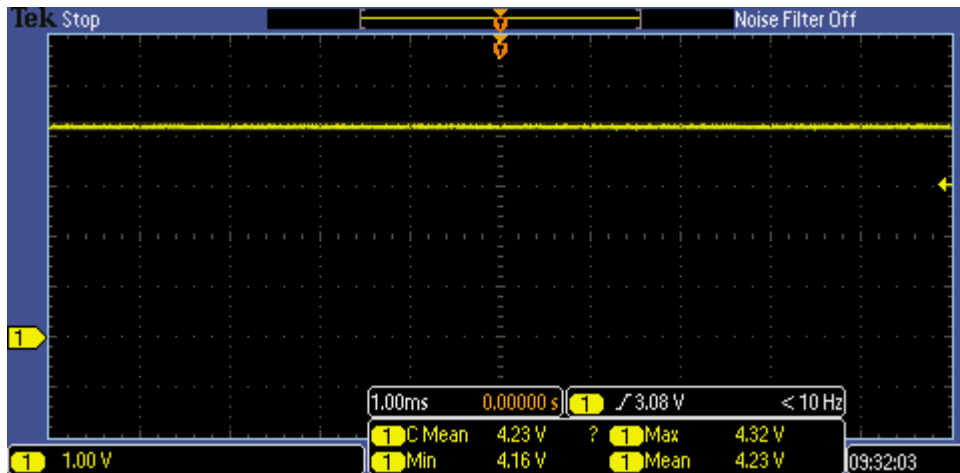 Tek Stop Noise Filter Off
T
T
1
1.00ms 0.00000 s 1 3.08 V < 10 Hz
1 C Mean 4.23 V ? 1 Max 4.32 V
1 1.00 V 1 Min 4.16 V 1 Mean 4.23 V 09:32:03